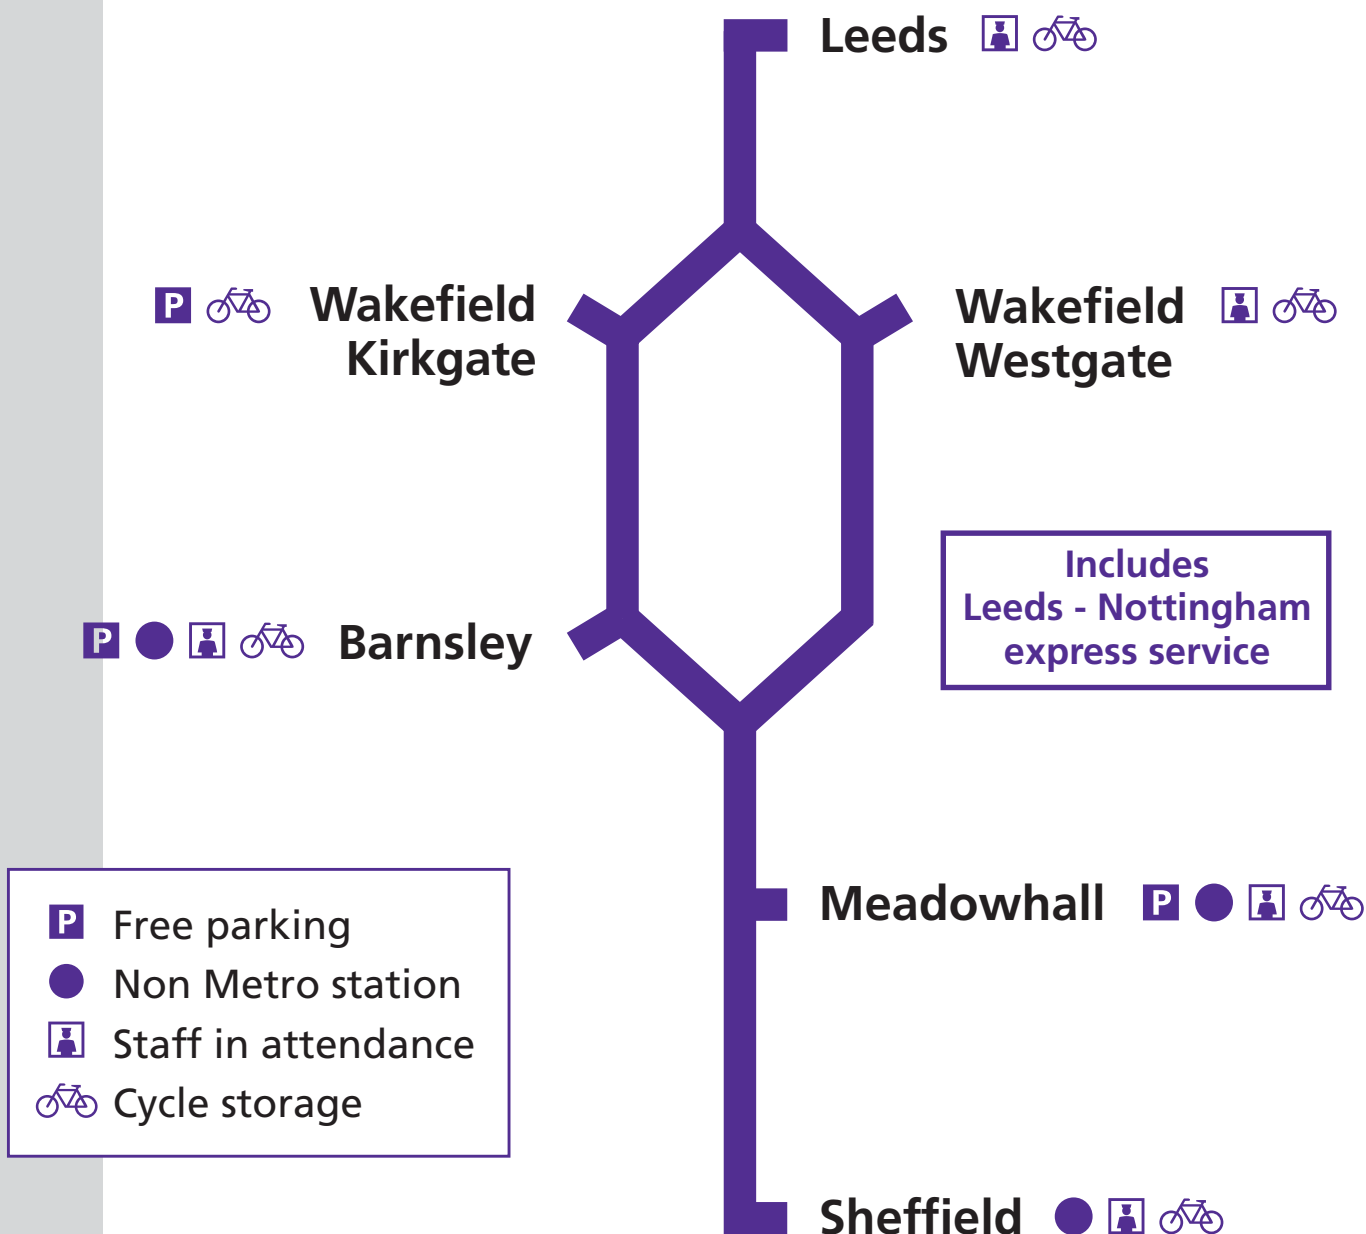 Leeds
P
Wakefield
Kirkgate
Wakefield
Westgate
Includes
Leeds - Nottingham
express service
P
Barnsley
Meadowhall
P
P Free parking
Non Metro station
Staff in attendance
Cycle storage
Sheffield